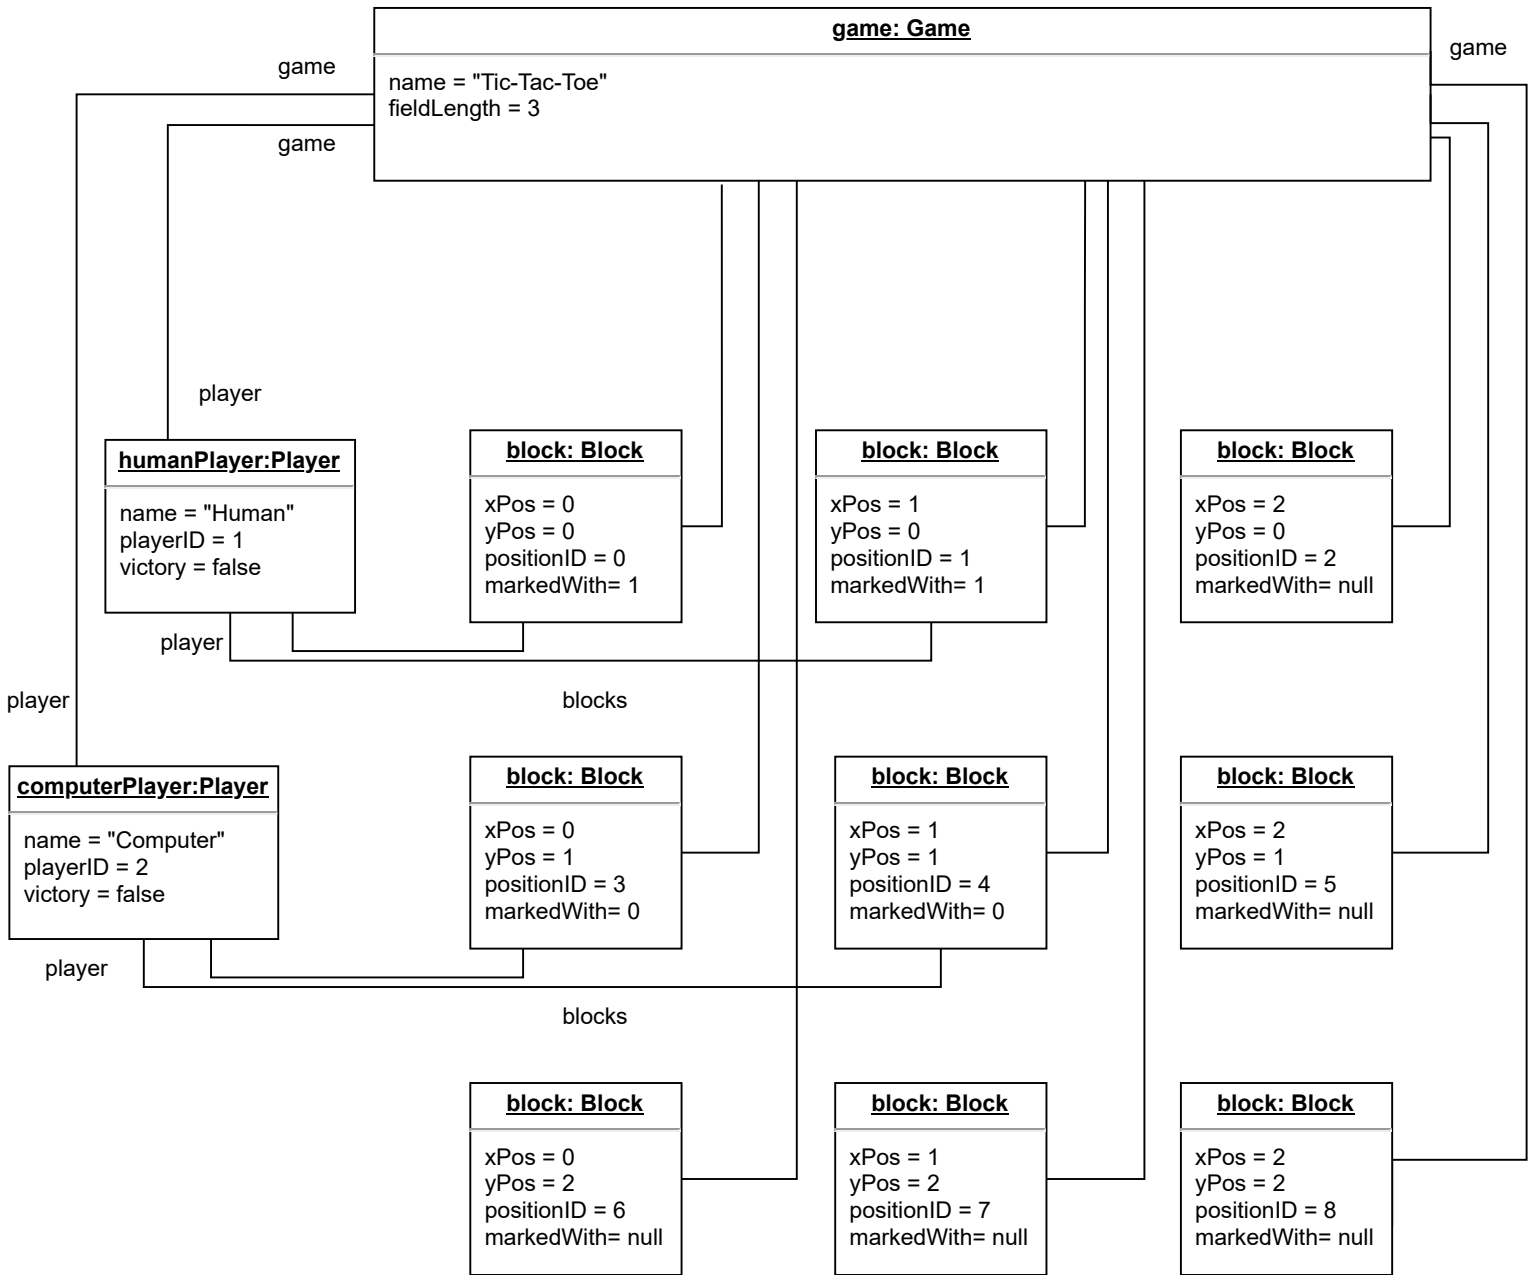 game: Game
name = "Tic-Tac-Toe"
fieldLength = 3
game
game
game
player
humanPlayer:Player
name = "Human"
playerID = 1
victory = false
block: Block
xPos = 0
yPos = 0
positionID = 0
markedWith= 1
block: Block
xPos = 1
yPos = 0
positionID = 1
markedWith= 1
block: Block
xPos = 2
yPos = 0
positionID = 2
markedWith= null
player
player
blocks
computerPlayer:Player
name = "Computer"
playerID = 2
victory = false
block: Block
xPos = 0
yPos = 1
positionID = 3
markedWith= 0
block: Block
xPos = 1
yPos = 1
positionID = 4
markedWith= 0
block: Block
xPos = 2
yPos = 1
positionID = 5
markedWith= null
player
blocks
block: Block
xPos = 0
yPos = 2
positionID = 6
markedWith= null
block: Block
xPos = 1
yPos = 2
positionID = 7
markedWith= null
block: Block
xPos = 2
yPos = 2
positionID = 8
markedWith= null